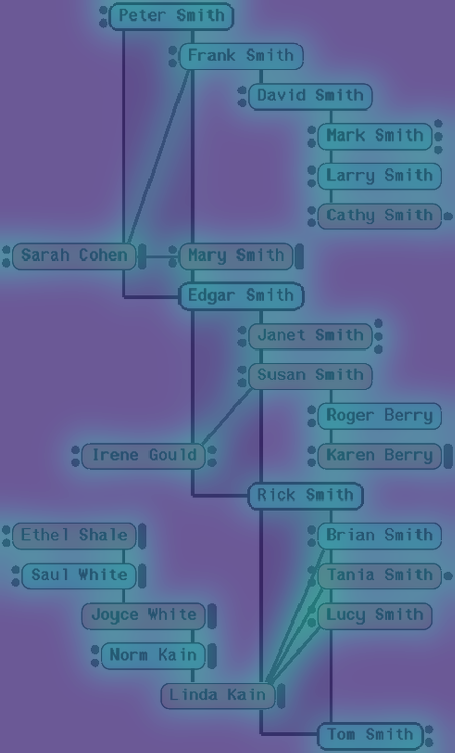 Peter Smith
Frank Smith
David Smith
Mark Smith
Larry Smith
Cathy Smith
Sarah Cohen
Mary Smith
Edgar Smith
Janet Smith
Susan Smith
Roger Berry
Irene Gould
Karen Berry
Rick Smith
Ethel Shale
Brian Smith
Saul White
Tania Smith
Joyce White
Lucy Smith
Norm Kain
Linda Kain
Tom Smith